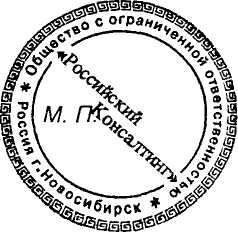 Общество с ограниченной ответственностью
* Россия г. Новосибирск *
«Российский
Консалтинг»
М. П.